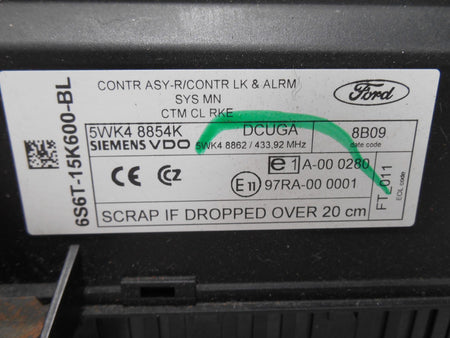 6S6T-15K600-BL
CONTR ASY-R/CONTR LK & ALRM
SYS MN
CTM CL RKE
Ford
5WK4 8854K
DCUGA
8B09
SIEMENS VDO
5WK4 8862 / 433,92 MHz
date code
CE
CZ
e1
A-00 0280
E11
97RA-00 0001
FT_011
EOL code
SCRAP IF DROPPED OVER 20 cm